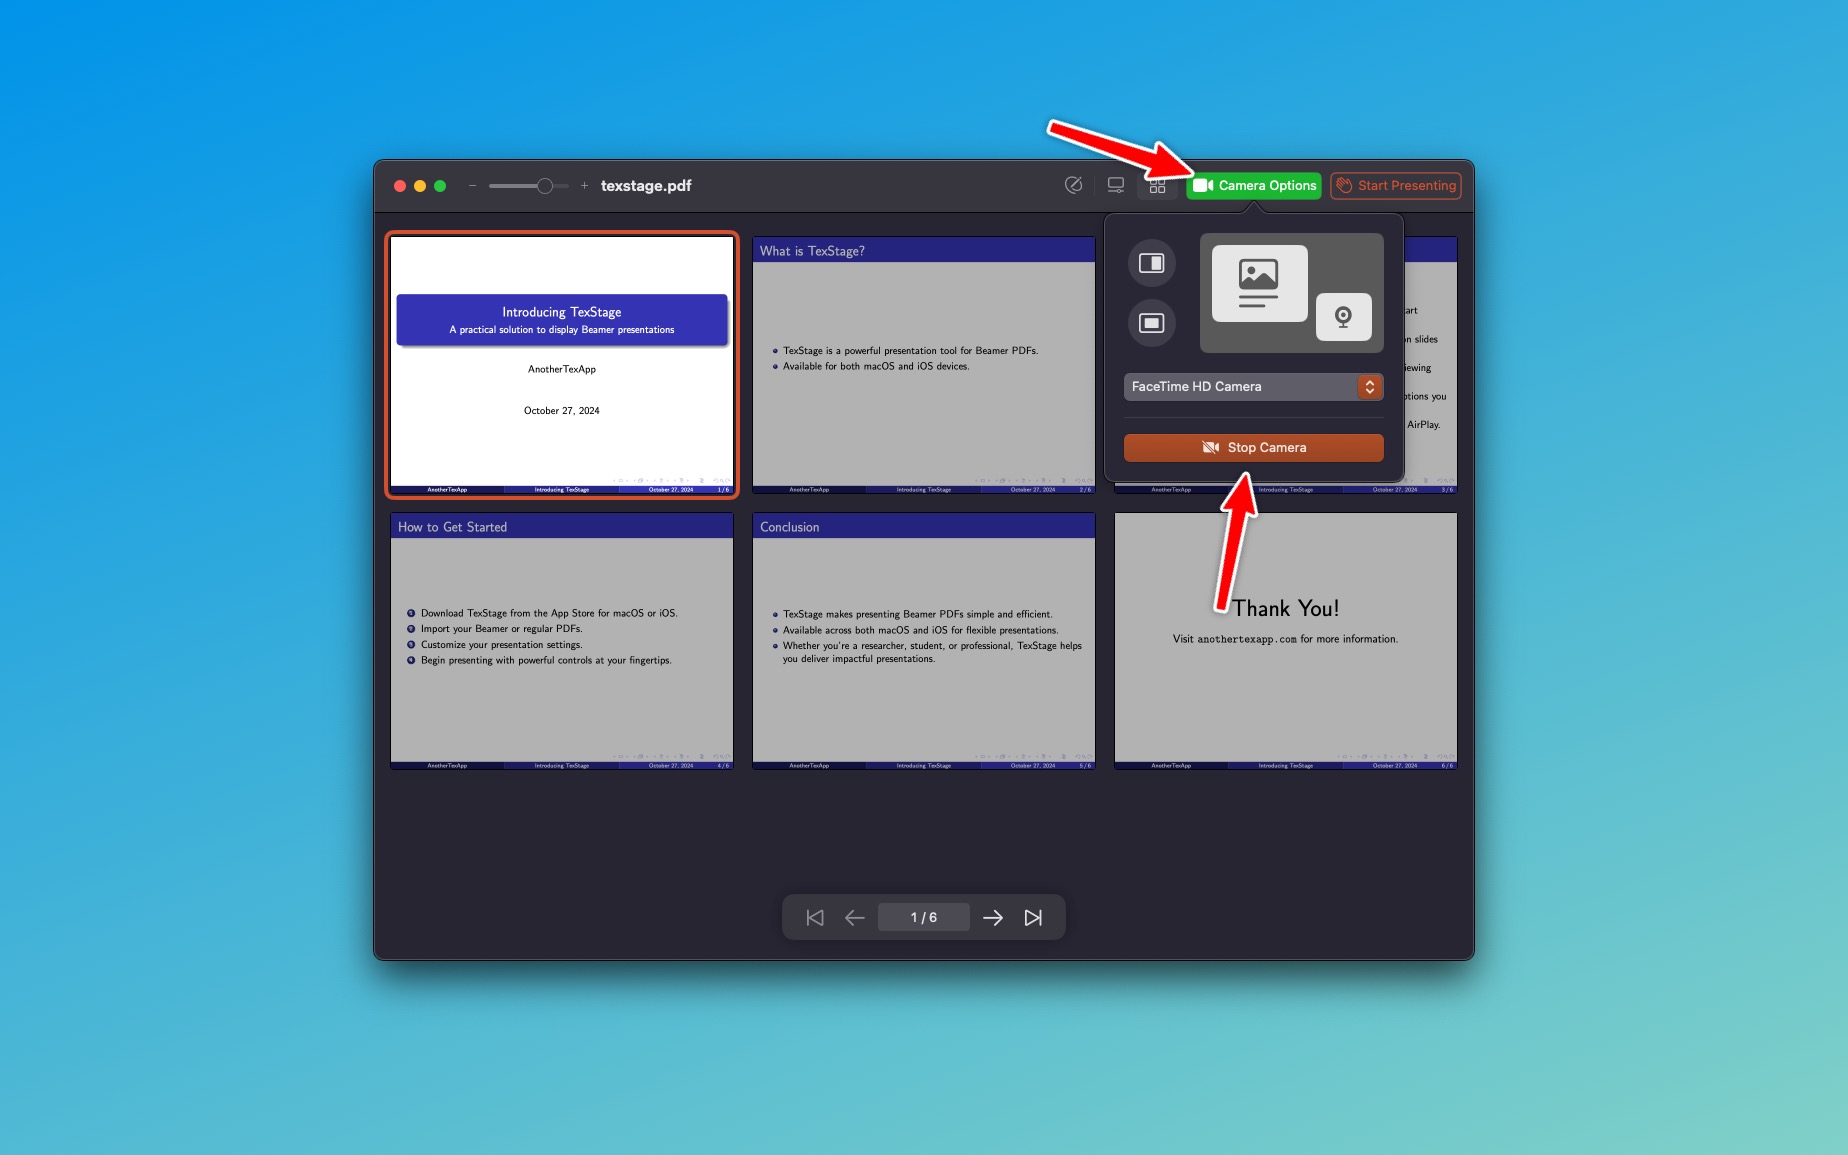 texstage.pdf
Camera Options
Start Presenting
Introducing TexStage
A practical solution to display Beamer presentations
AnotherTexApp
October 27, 2024
AnotherTexApp Introducing TexStage October 27, 2024 1 / 6
What is TexStage?
TexStage is a powerful presentation tool for Beamer PDFs.
Available for both macOS and iOS devices.
AnotherTexApp Introducing TexStage October 27, 2024 2 / 6
FaceTime HD Camera
Stop Camera
slides
you
AirPlay.
AnotherTexApp Introducing TexStage October 27, 2024 3 / 6
How to Get Started
1 Download TexStage from the App Store for macOS or iOS.
2 Import your Beamer or regular PDFs.
3 Customize your presentation settings.
4 Begin presenting with powerful controls at your fingertips.
AnotherTexApp Introducing TexStage October 27, 2024 4 / 6
Conclusion
TexStage makes presenting Beamer PDFs simple and efficient.
Available across both macOS and iOS for flexible presentations.
Whether you're a researcher, student, or professional, TexStage helps
you deliver impactful presentations.
AnotherTexApp Introducing TexStage October 27, 2024 5 / 6
Thank You!
Visit anothertexapp.com for more information.
AnotherTexApp Introducing TexStage October 27, 2024 6 / 6
1 / 6